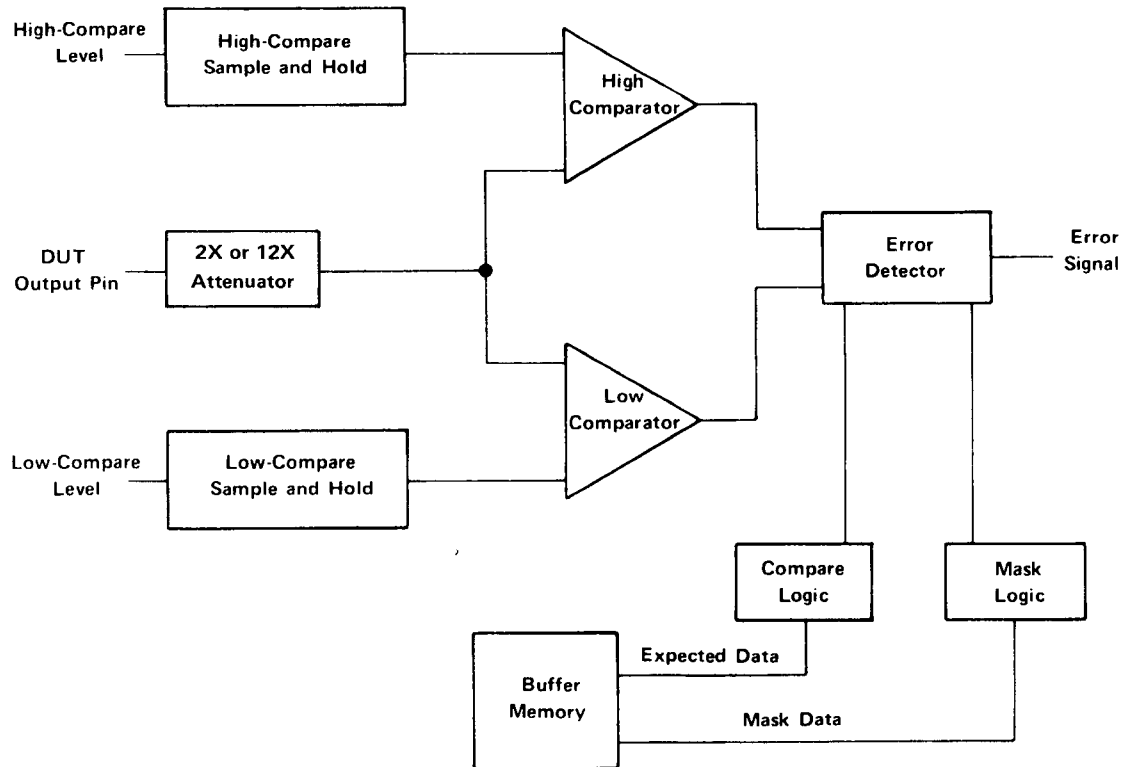 High-Compare
Level
High-Compare
Sample and Hold
High
Comparator
DUT
Output Pin
2X or 12X
Attenuator
Error
Detector
Error
Signal
Low
Comparator
Low-Compare
Level
Low-Compare
Sample and Hold
Compare
Logic
Mask
Logic
Buffer
Memory
Expected Data
Mask Data